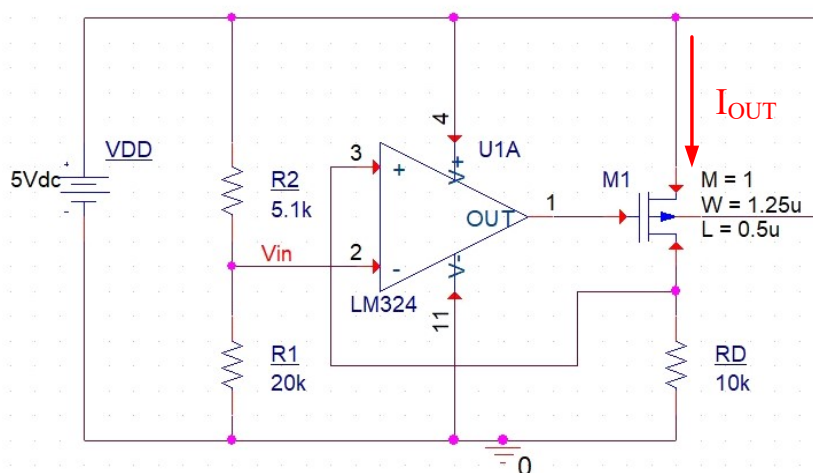 I_OUT
4
VDD
3
U1A
5Vdc
+
-
R2
5.1k
+
V+
M1
M = 1
W = 1.25u
L = 0.5u
OUT
1
Vin
2
-
V-
LM324
11
R1
20k
RD
10k
0